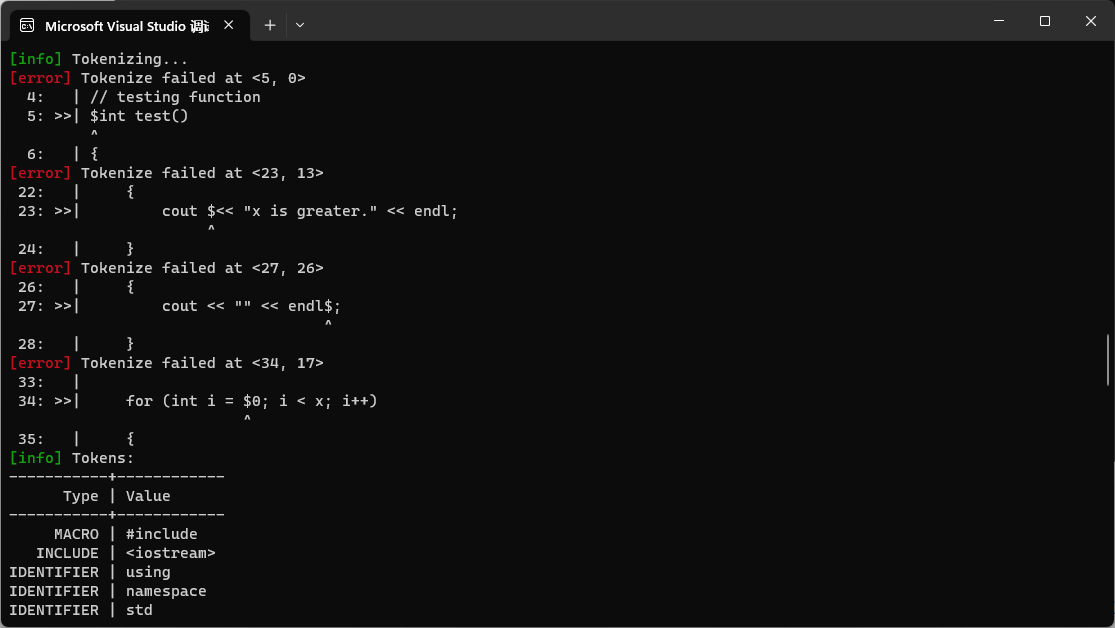 Microsoft Visual Studio 调试
[info] Tokenizing...
[error] Tokenize failed at <5, 0>
  4:   | // testing function
  5: >>| $int test()
         ^
  6:   | {
[error] Tokenize failed at <23, 13>
 22:   |     {
 23: >>|         cout $<< "x is greater." << endl;
                      ^
 24:   |     }
[error] Tokenize failed at <27, 26>
 26:   |     {
 27: >>|         cout << "" << endl$;
                                   ^
 28:   |     }
[error] Tokenize failed at <34, 17>
 33:   |
 34: >>|     for (int i = $0; i < x; i++)
                          ^
 35:   |     {
[info] Tokens:
-----------+------------
      Type | Value
-----------+------------
     MACRO | #include
   INCLUDE | <iostream>
IDENTIFIER | using
IDENTIFIER | namespace
IDENTIFIER | std